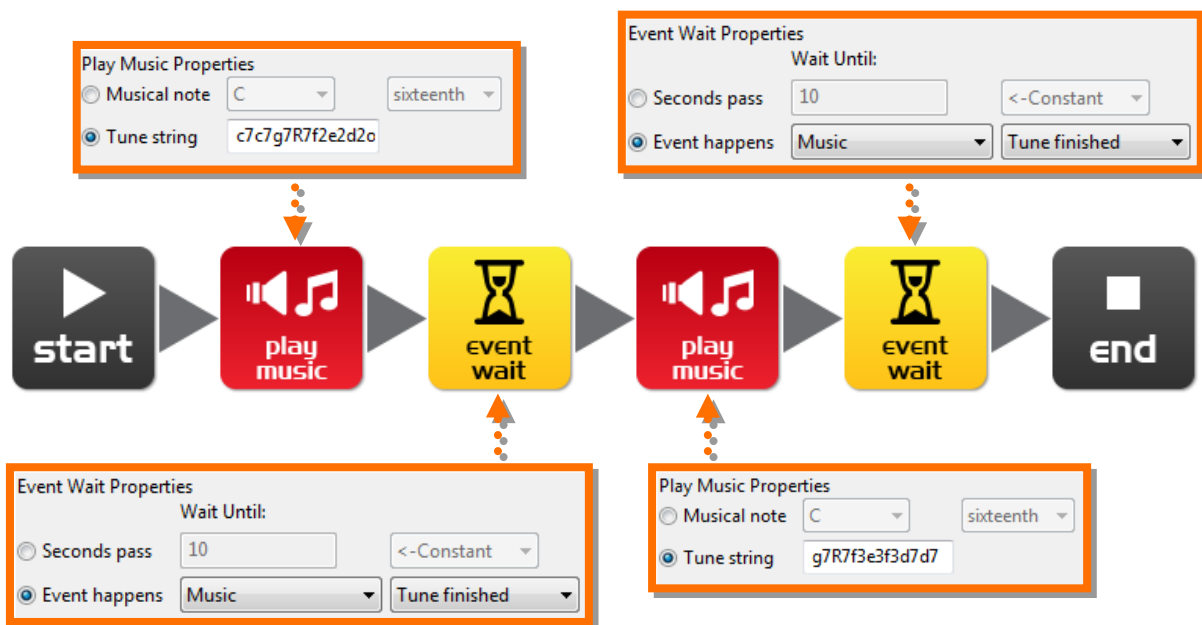 Play Music Properties
Musical note C sixteenth
Tune string c7c7g7R7f2e2d2o
Event Wait Properties
Wait Until:
Seconds pass 10 <-Constant
Event happens Music Tune finished
start
play
music
event
wait
play
music
event
wait
end
Event Wait Properties
Wait Until:
Seconds pass 10 <-Constant
Event happens Music Tune finished
Play Music Properties
Musical note C sixteenth
Tune string g7R7f3e3f3d7d7